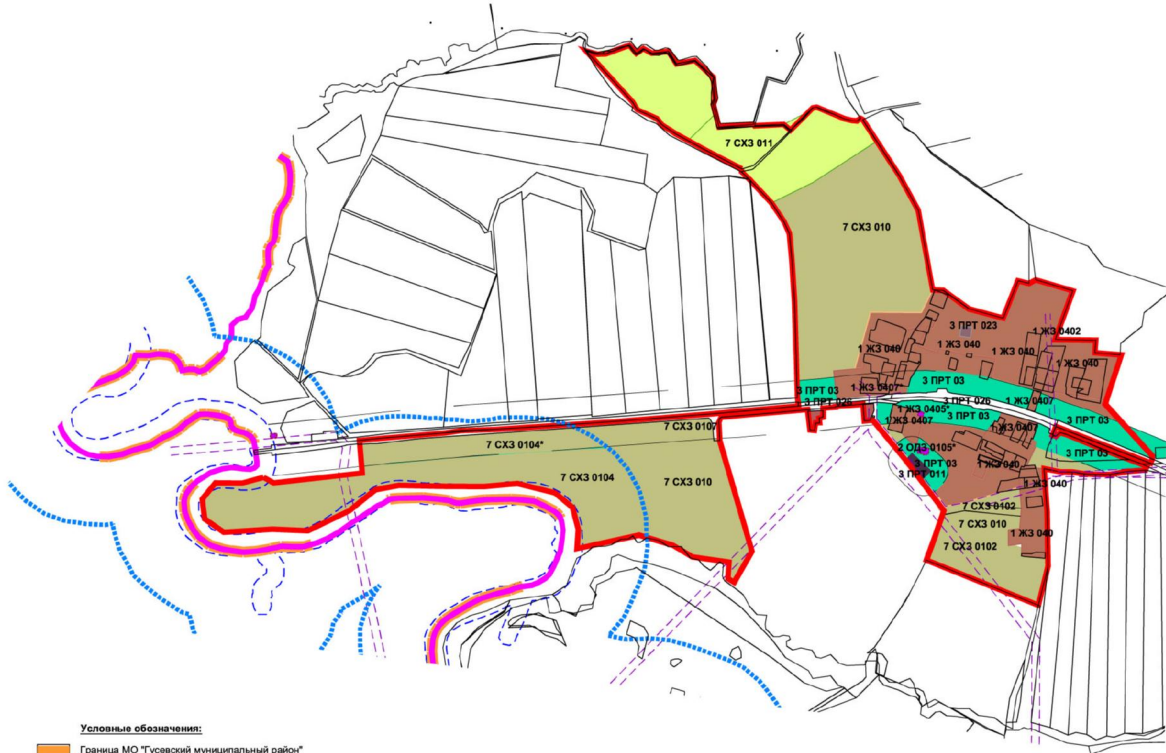 7 СХЗ 011
7 СХЗ 010
3 ПРТ 023
1 ЖЗ 0402
1 ЖЗ 040
1 ЖЗ 040
1 ЖЗ 040
1 ЖЗ 040
3 ПРТ 03
1 ЖЗ 0407
3 ПРТ 03
3 ПРТ 026
3 ПРТ 026
1 ЖЗ 0407
1 ЖЗ 0405*
3 ПРТ 03
1 ЖЗ 0407
3 ПРТ 03
7 СХЗ 0107
1 ЖЗ 0407
7 СХЗ 0104*
2 ОДЗ 0105*
3 ПРТ 03
3 ПРТ 03
1 ЖЗ 040
3 ПРТ 011
7 СХЗ 0104
7 СХЗ 010
1 ЖЗ 040
7 СХЗ 0102
7 СХЗ 010
1 ЖЗ 040
7 СХЗ 0102
Условные обозначения:
Граница МО "Гусевский муниципальный район"